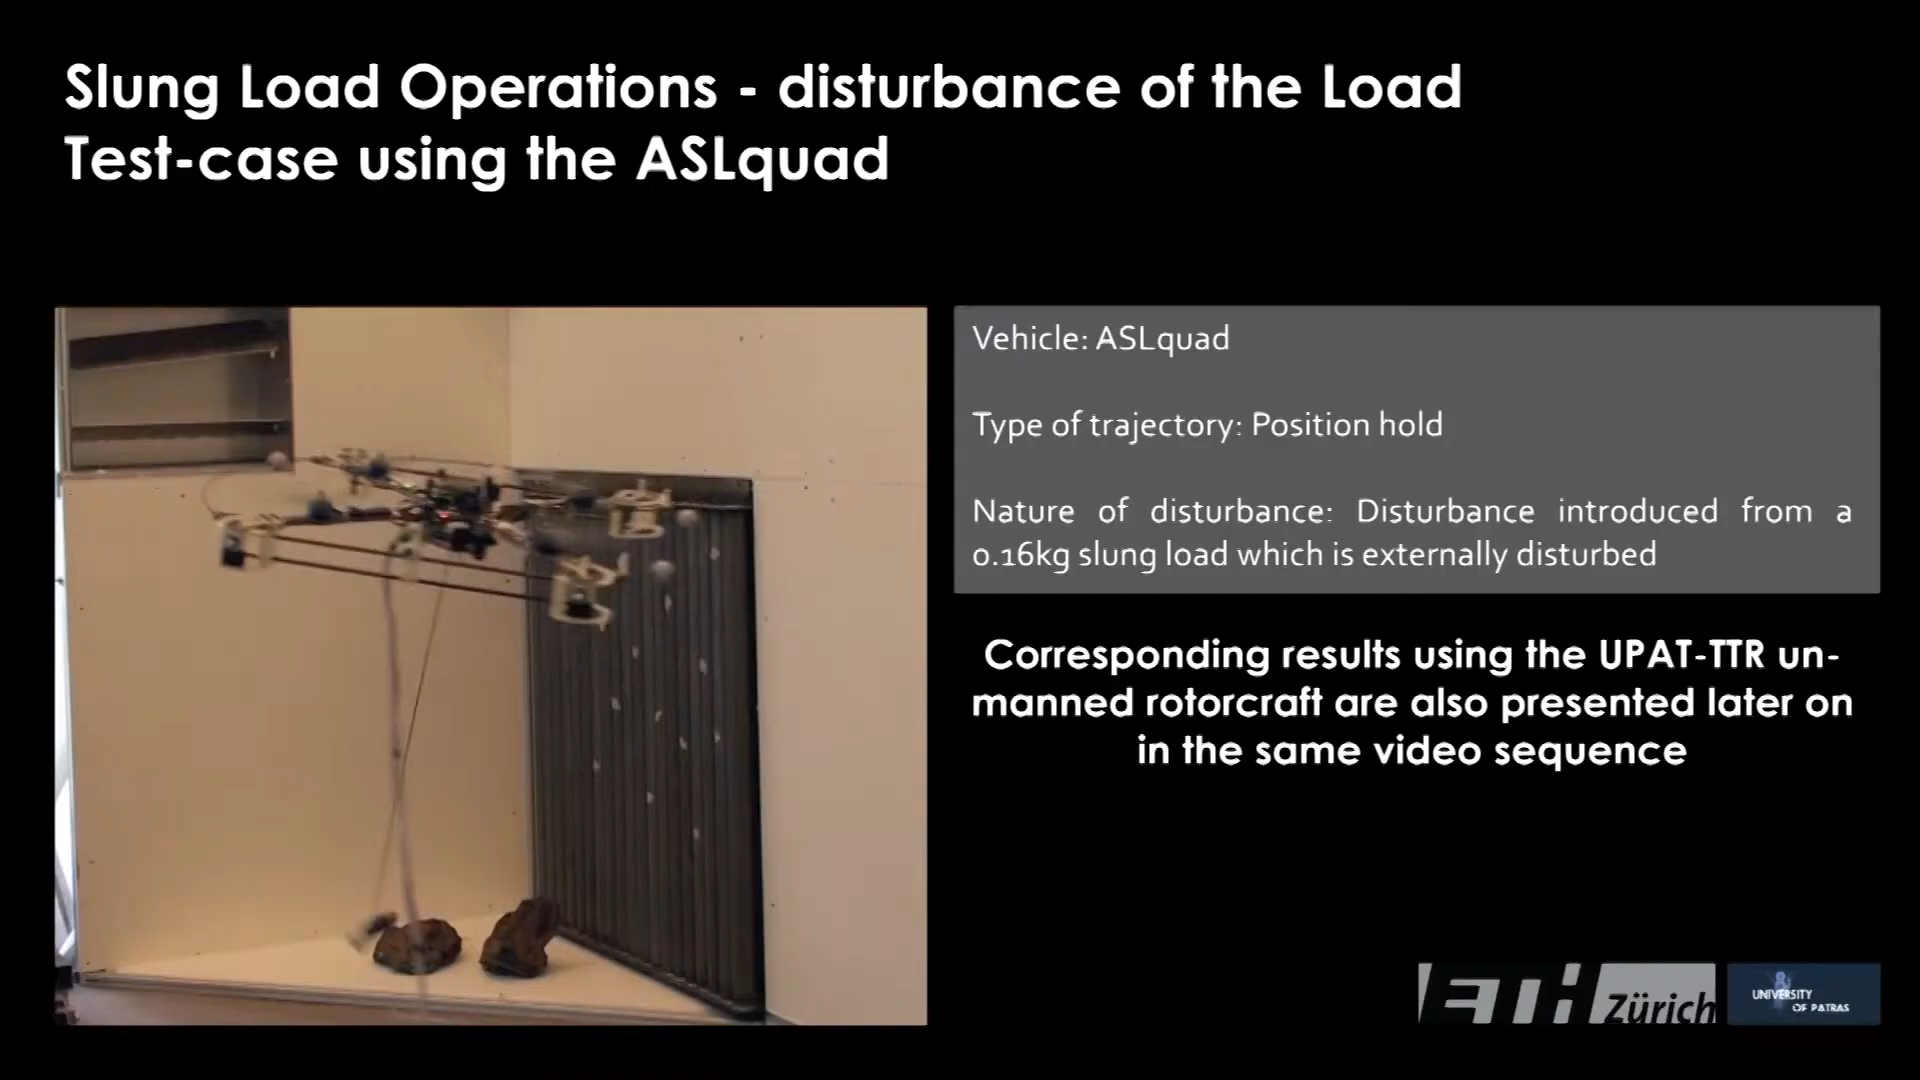 Slung Load Operations - disturbance of the Load
Test-case using the ASLquad
Vehicle: ASLquad
Type of trajectory: Position hold
Nature of disturbance: Disturbance introduced from a
0.16kg slung load which is externally disturbed
Corresponding results using the UPAT-TTR un-
manned rotorcraft are also presented later on
in the same video sequence
ETH Zürich
UNIVERSITY
OF PATRAS